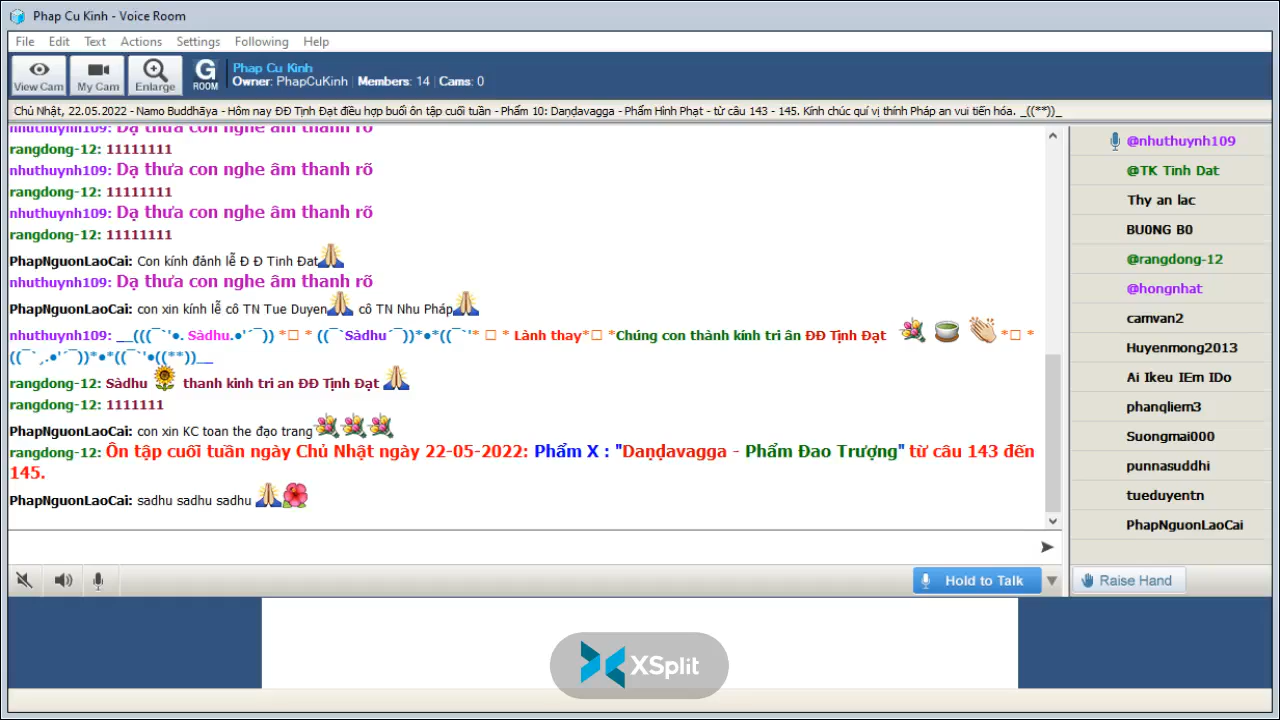 Phap Cu Kinh - Voice Room
File Edit Text Actions Settings Following Help
View Cam My Cam Enlarge G ROOM
Phap Cu Kinh
Owner: PhapCuKinh | Members: 14 | Cams: 0
Chủ Nhật, 22.05.2022 - Namo Buddhāya - Hôm nay ĐĐ Tịnh Đạt điều hợp buổi ôn tập cuối tuần - Phẩm 10: Daṇḍavagga - Phẩm Hình Phạt - từ câu 143 - 145. Kính chúc quí vị thính Pháp an vui tiến hóa. _((**))_
nhuthuynh109: Dạ thưa con nghe âm thanh rõ
rangdong-12: 11111111
nhuthuynh109: Dạ thưa con nghe âm thanh rõ
rangdong-12: 11111111
nhuthuynh109: Dạ thưa con nghe âm thanh rõ
rangdong-12: 11111111
PhapNguonLaoCai: Con kính đảnh lễ Đ Đ Tinh Đat
nhuthuynh109: Dạ thưa con nghe âm thanh rõ
PhapNguonLaoCai: con xin kính lễ cô TN Tue Duyen cô TN Nhu Pháp
nhuthuynh109: __(((¯`'•. Sàdhu.•'´¯)) *□ * ((¯`Sàdhu´¯))*•*((¯`'* □ * Lành thay*□ *Chúng con thành kính tri ân ĐĐ Tịnh Đạt *□ *
((¯`¸.•'´¯))*•*((¯`'•((**))__
rangdong-12: Sàdhu thanh kinh tri an ĐĐ Tịnh Đạt
rangdong-12: 1111111
PhapNguonLaoCai: con xin KC toan the đạo trang
rangdong-12: Ôn tập cuối tuần ngày Chủ Nhật ngày 22-05-2022: Phẩm X : "Daṇḍavagga - Phẩm Đao Trượng" từ câu 143 đến
145.
PhapNguonLaoCai: sadhu sadhu sadhu
@nhuthuynh109
@TK Tinh Dat
Thy an lac
BU0NG B0
@rangdong-12
@hongnhat
camvan2
Huyenmong2013
Ai Ikeu IEm IDo
phanqliem3
Suongmai000
punnasuddhi
tueduyentn
PhapNguonLaoCai
Hold to Talk
Raise Hand
XSplit